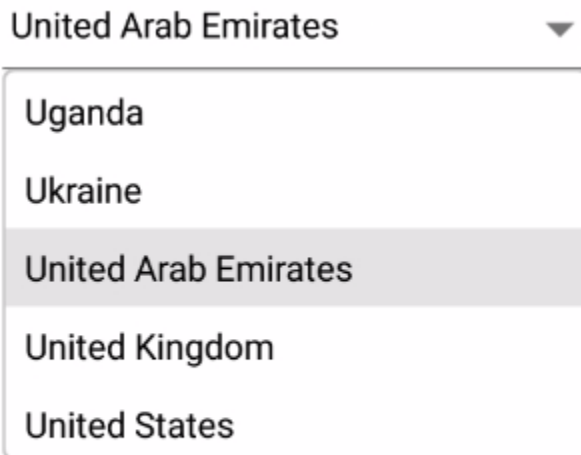 United Arab Emirates
Uganda
Ukraine
United Arab Emirates
United Kingdom
United States